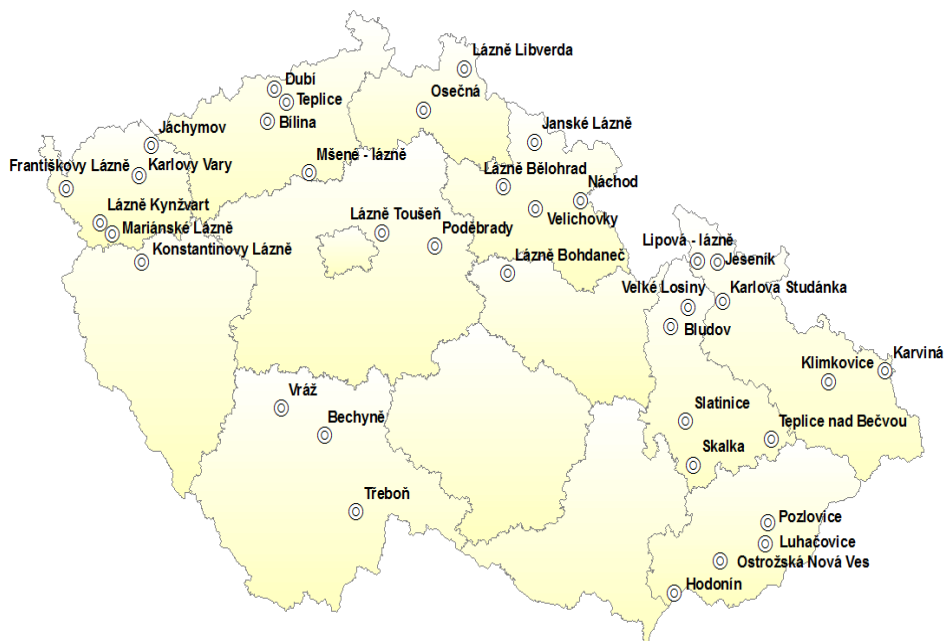 Lázně Libverda
Dubí
Teplice
Osečná
Bílina
Janské Lázně
Jáchymov
Mšené - lázně
Františkovy Lázně
Karlovy Vary
Lázně Bělohrad
Náchod
Lázně Kynžvart
Velichovky
Mariánské Lázně
Lázně Toušeň
Poděbrady
Konstantinovy Lázně
Lázně Bohdaneč
Lipová - lázně
Jeseník
Velké Losiny
Karlova Studánka
Bludov
Klimkovice
Karviná
Vráž
Bechyně
Slatinice
Teplice nad Bečvou
Skalka
Třeboň
Pozlovice
Luhačovice
Ostrožská Nová Ves
Hodonín